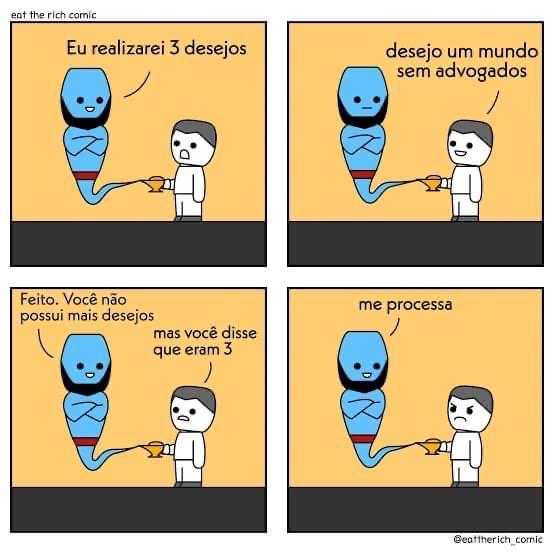 eat the rich comic
Eu realizarei 3 desejos
desejo um mundo
sem advogados
Feito. Você não
possui mais desejos
mas você disse
que eram 3
me processa
@eattherich_comic